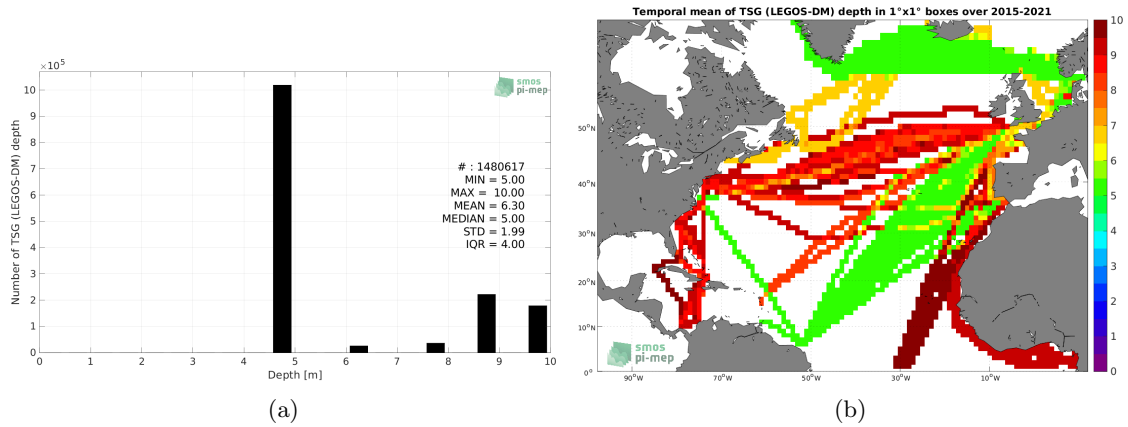 ×10⁵
smos
pi-mep
10
9
8
7
6
5
4
3
2
1
0
Number of TSG (LEGOS-DM) depth
# : 1480617
MIN = 5.00
MAX = 10.00
MEAN = 6.30
MEDIAN = 5.00
STD = 1.99
IQR = 4.00
0 1 2 3 4 5 6 7 8 9 10
Depth [m]
(a)
Temporal mean of TSG (LEGOS-DM) depth in 1°x1° boxes over 2015-2021
50°N
40°N
30°N
20°N
10°N
0°
90°W 70°W 50°W 30°W 10°W
smos
pi-mep
10
9
8
7
6
5
4
3
2
1
0
(b)